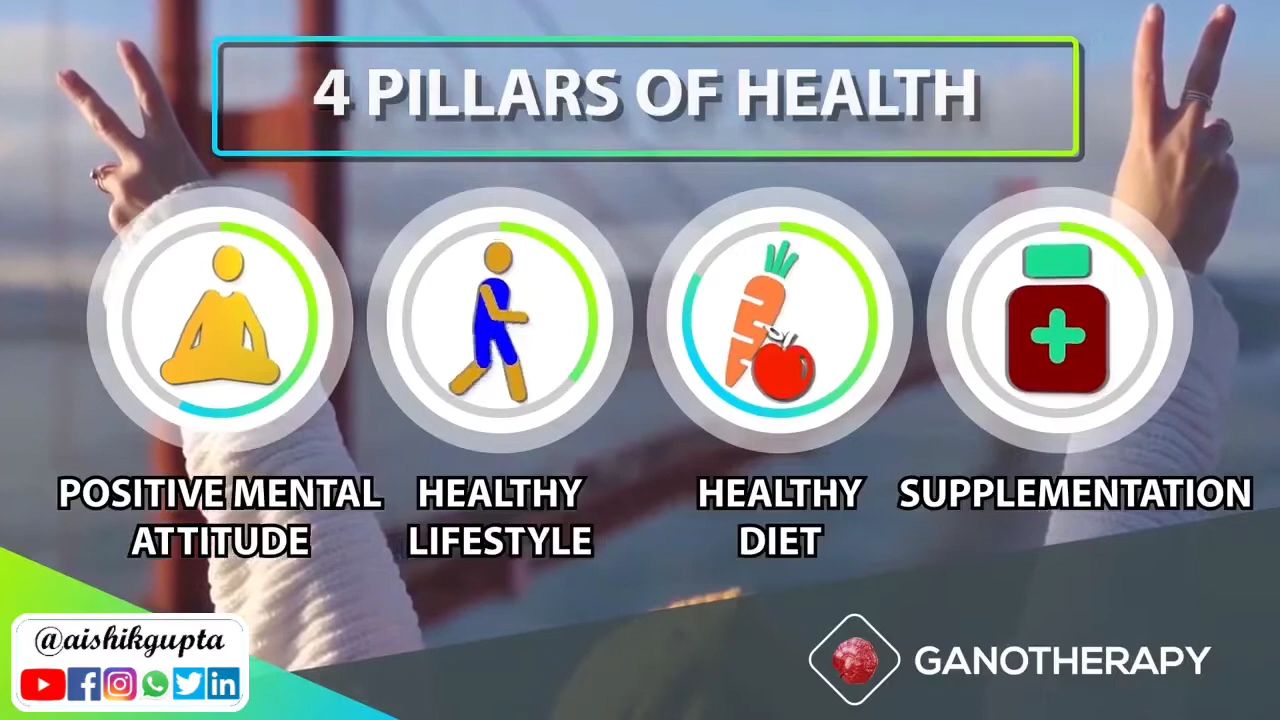 4 PILLARS OF HEALTH
POSITIVE MENTAL
ATTITUDE
HEALTHY
LIFESTYLE
HEALTHY
DIET
SUPPLEMENTATION
@aishikgupta
GANOTHERAPY